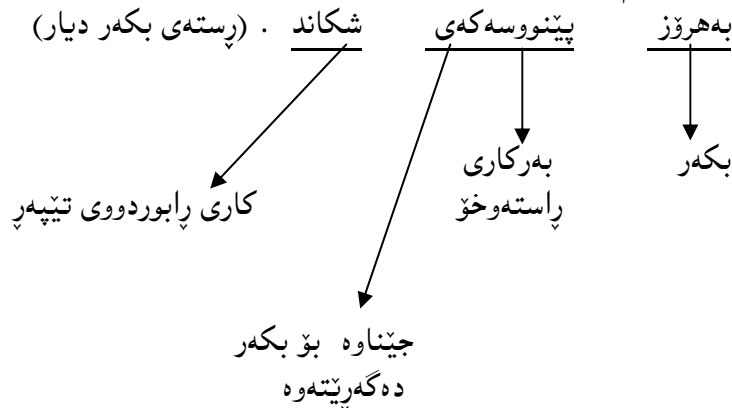 بەهرۆز پێنووسەکەی شکاند . (ڕستەی بکەر دیار)
بکەر
بەرکاری
ڕاستەوخۆ
کاری ڕابوردووی تێپەڕ
جێناوە بۆ بکەر
دەگەڕێتەوە